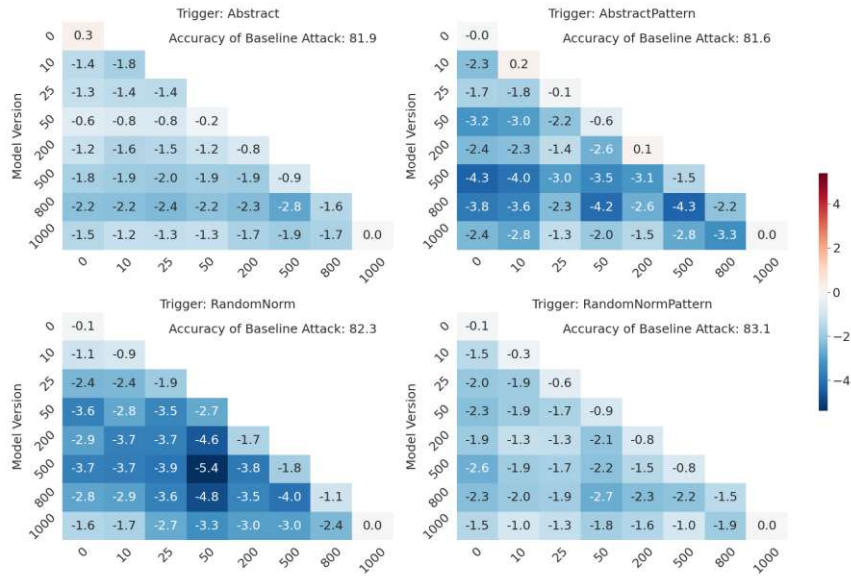 Trigger: Abstract
Accuracy of Baseline Attack: 81.9
Model Version
0 0.3
10 -1.4 -1.8
25 -1.3 -1.4 -1.4
50 -0.6 -0.8 -0.8 -0.2
200 -1.2 -1.6 -1.5 -1.2 -0.8
500 -1.8 -1.9 -2.0 -1.9 -1.9 -0.9
800 -2.2 -2.2 -2.4 -2.2 -2.3 -2.8 -1.6
1000 -1.5 -1.2 -1.3 -1.3 -1.7 -1.9 -1.7 0.0
0 10 25 50 200 500 800 1000
Trigger: AbstractPattern
Accuracy of Baseline Attack: 81.6
Model Version
0 -0.0
10 -2.3 0.2
25 -1.7 -1.8 -0.1
50 -3.2 -3.0 -2.2 -0.6
200 -2.4 -2.3 -1.4 -2.6 0.1
500 -4.3 -4.0 -3.0 -3.5 -3.1 -1.5
800 -3.8 -3.6 -2.3 -4.2 -2.6 -4.3 -2.2
1000 -2.4 -2.8 -1.3 -2.0 -1.5 -2.8 -3.3 0.0
0 10 25 50 200 500 800 1000
Trigger: RandomNorm
Accuracy of Baseline Attack: 82.3
Model Version
0 -0.1
10 -1.1 -0.9
25 -2.4 -2.4 -1.9
50 -3.6 -2.8 -3.5 -2.7
200 -2.9 -3.7 -3.7 -4.6 -1.7
500 -3.7 -3.7 -3.9 -5.4 -3.8 -1.8
800 -2.8 -2.9 -3.6 -4.8 -3.5 -4.0 -1.1
1000 -1.6 -1.7 -2.7 -3.3 -3.0 -3.0 -2.4 0.0
0 10 25 50 200 500 800 1000
Trigger: RandomNormPattern
Accuracy of Baseline Attack: 83.1
Model Version
0 -0.1
10 -1.5 -0.3
25 -2.0 -1.9 -0.6
50 -2.3 -1.9 -1.7 -0.9
200 -1.9 -1.3 -1.3 -2.1 -0.8
500 -2.6 -1.9 -1.7 -2.2 -1.5 -0.8
800 -2.3 -2.0 -1.9 -2.7 -2.3 -2.2 -1.5
1000 -1.5 -1.0 -1.3 -1.8 -1.6 -1.0 -1.9 0.0
0 10 25 50 200 500 800 1000
4
2
0
−2
−4